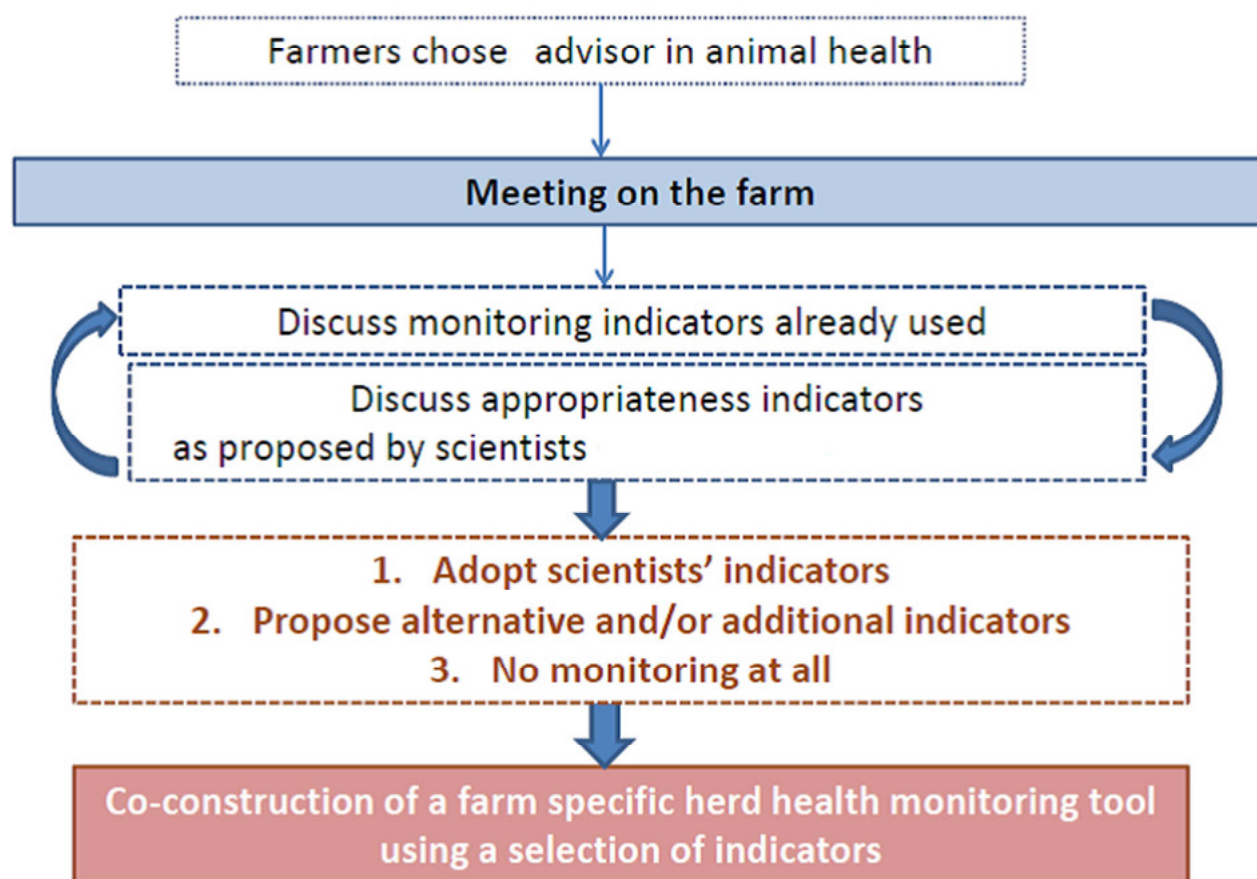 Farmers chose advisor in animal health
Meeting on the farm
Discuss monitoring indicators already used
Discuss appropriateness indicators
as proposed by scientists
1. Adopt scientists' indicators
2. Propose alternative and/or additional indicators
3. No monitoring at all
Co-construction of a farm specific herd health monitoring tool
using a selection of indicators